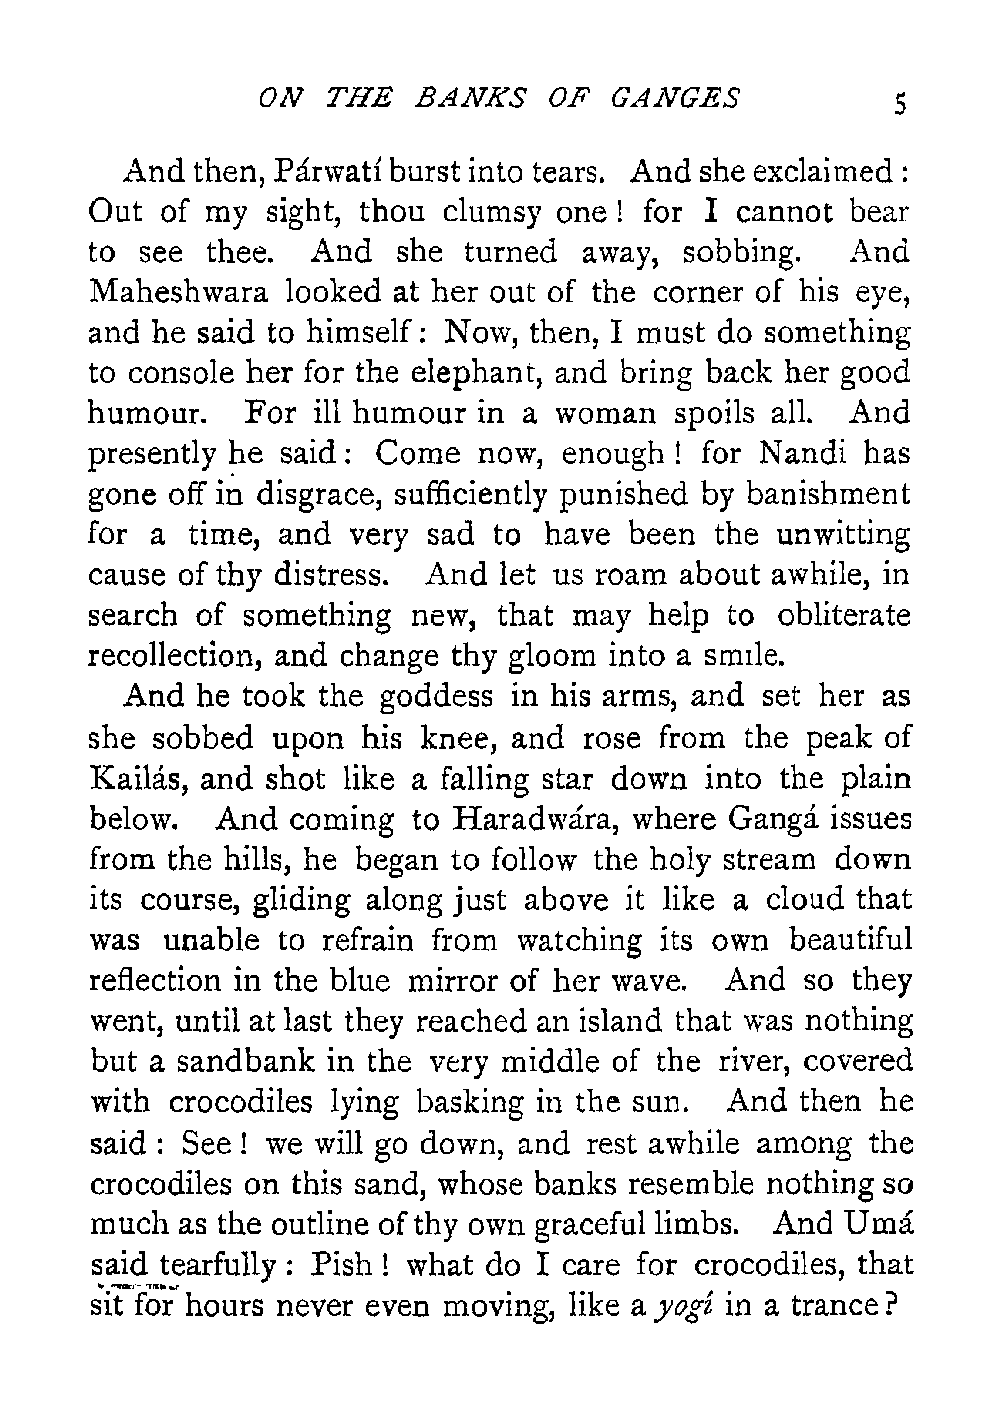 ON THE BANKS OF GANGES 5
And then, Párwatí burst into tears. And she exclaimed :
Out of my sight, thou clumsy one ! for I cannot bear
to see thee. And she turned away, sobbing. And
Maheshwara looked at her out of the corner of his eye,
and he said to himself : Now, then, I must do something
to console her for the elephant, and bring back her good
humour. For ill humour in a woman spoils all. And
presently he said : Come now, enough ! for Nandi has
gone off in disgrace, sufficiently punished by banishment
for a time, and very sad to have been the unwitting
cause of thy distress. And let us roam about awhile, in
search of something new, that may help to obliterate
recollection, and change thy gloom into a smile.
And he took the goddess in his arms, and set her as
she sobbed upon his knee, and rose from the peak of
Kailás, and shot like a falling star down into the plain
below. And coming to Haradwára, where Gangá issues
from the hills, he began to follow the holy stream down
its course, gliding along just above it like a cloud that
was unable to refrain from watching its own beautiful
reflection in the blue mirror of her wave. And so they
went, until at last they reached an island that was nothing
but a sandbank in the very middle of the river, covered
with crocodiles lying basking in the sun. And then he
said : See ! we will go down, and rest awhile among the
crocodiles on this sand, whose banks resemble nothing so
much as the outline of thy own graceful limbs. And Umá
said tearfully : Pish ! what do I care for crocodiles, that
sit for hours never even moving, like a yogí in a trance ?